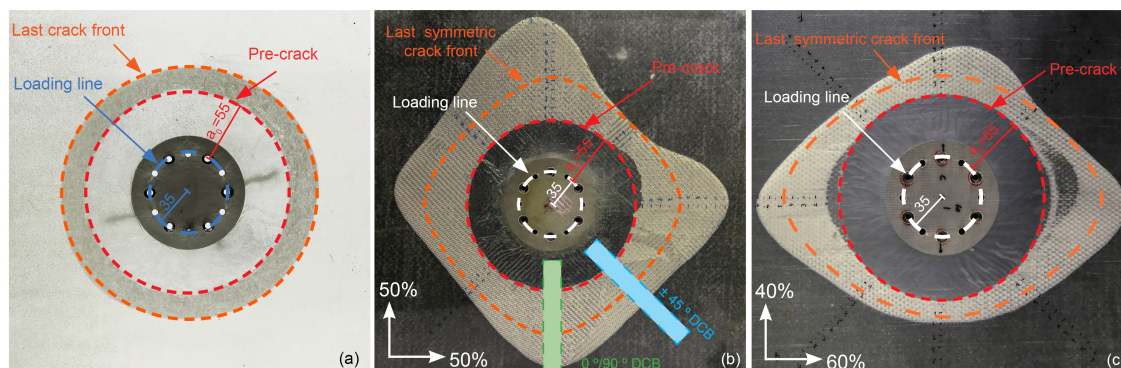 Last crack front
Pre-crack
Loading line
a₀ =55
35
(a)
Last symmetric
crack front
Pre-crack
Loading line
=55
35
50%
50%
± 45 º DCB
0 º/90 º DCB
(b)
Last symmetric crack front
Pre-crack
Loading line
=55
35
40%
60%
(c)